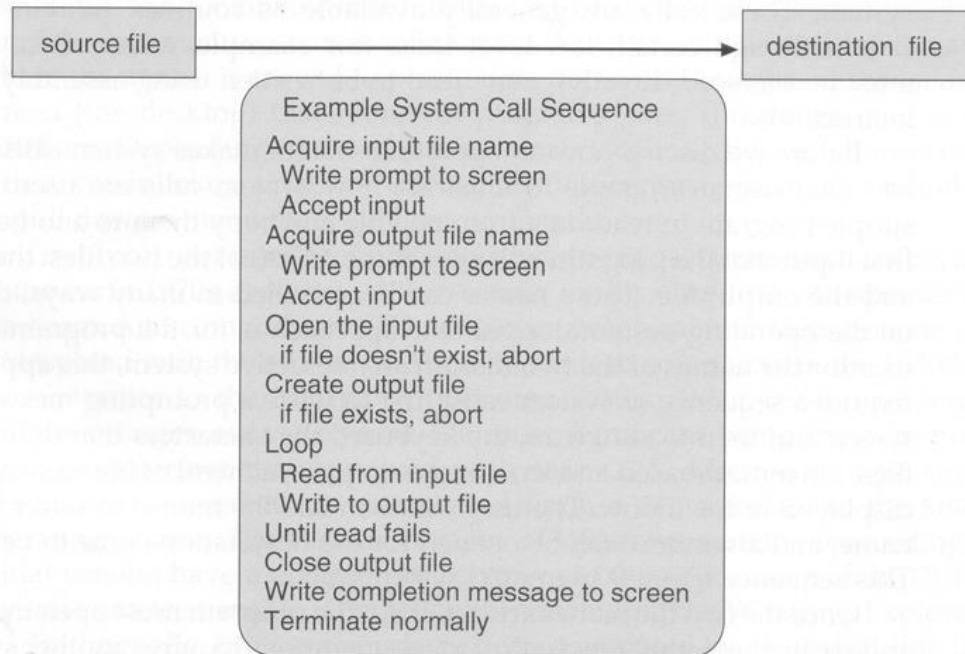 source file
destination file
Example System Call Sequence
Acquire input file name
Write prompt to screen
Accept input
Acquire output file name
Write prompt to screen
Accept input
Open the input file
if file doesn't exist, abort
Create output file
if file exists, abort
Loop
Read from input file
Write to output file
Until read fails
Close output file
Write completion message to screen
Terminate normally